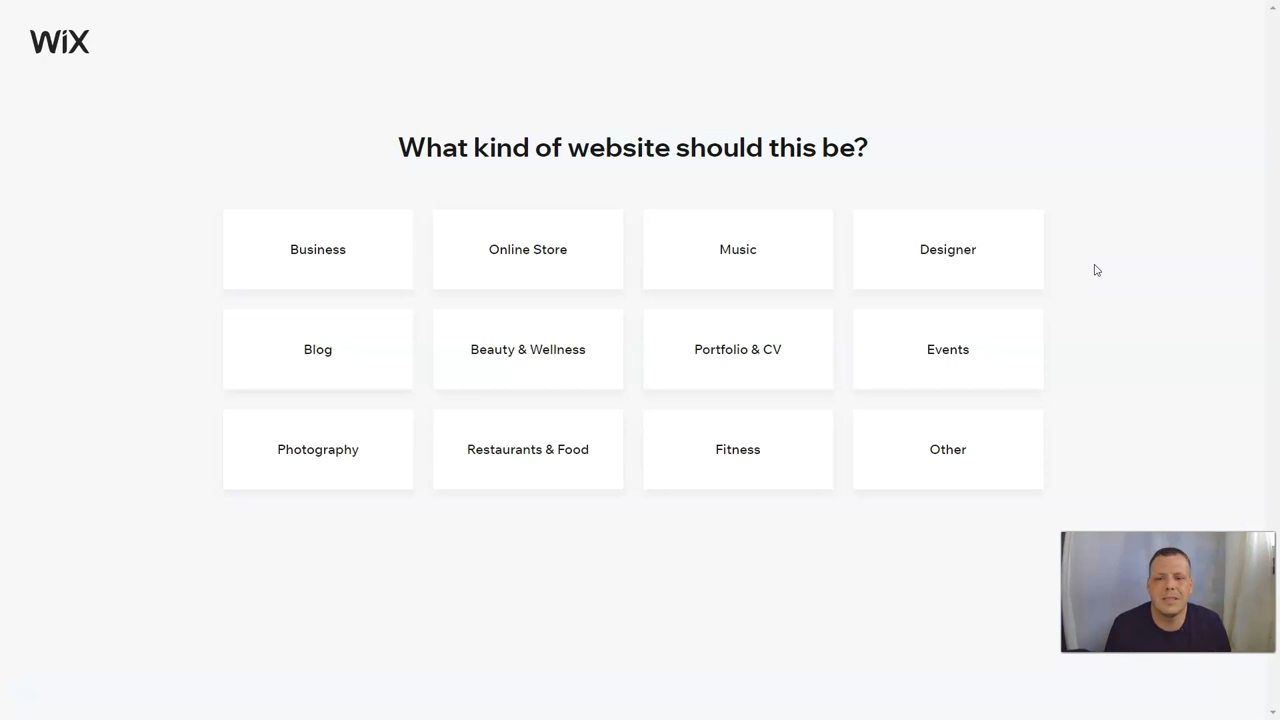 WiX
What kind of website should this be?
Business
Online Store
Music
Designer
Blog
Beauty & Wellness
Portfolio & CV
Events
Photography
Restaurants & Food
Fitness
Other